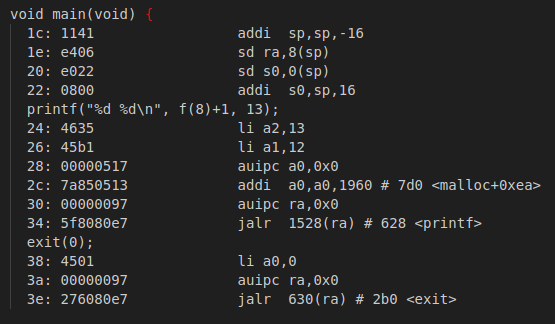 void main(void) {
1c: 1141 addi sp,sp,-16
1e: e406 sd ra,8(sp)
20: e022 sd s0,0(sp)
22: 0800 addi s0,sp,16
printf("%d %d\n", f(8)+1, 13);
24: 4635 li a2,13
26: 45b1 li a1,12
28: 00000517 auipc a0,0x0
2c: 7a850513 addi a0,a0,1960 # 7d0 <malloc+0xea>
30: 00000097 auipc ra,0x0
34: 5f8080e7 jalr 1528(ra) # 628 <printf>
exit(0);
38: 4501 li a0,0
3a: 00000097 auipc ra,0x0
3e: 276080e7 jalr 630(ra) # 2b0 <exit>